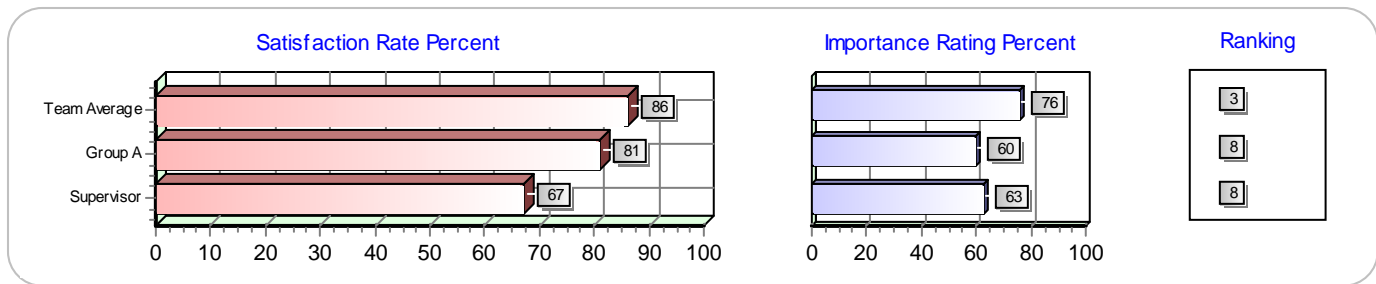 Satisfaction Rate Percent
Importance Rating Percent
Ranking
Team Average
86
76
3
Group A
81
60
8
Supervisor
67
63
8
0 10 20 30 40 50 60 70 80 90 100
0 20 40 60 80 100